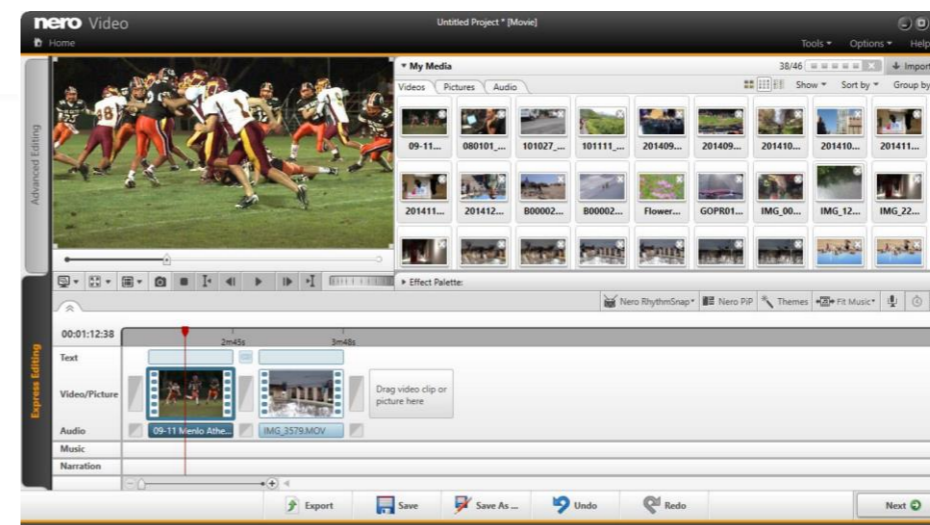 nero Video
Untitled Project * [Movie]
Home
Tools Options Help
Advanced Editing
Express Editing
My Media
38/46
Import
Videos Pictures Audio
Show Sort by Group by
09-11... 080101_... 101027_... 101111_... 201409... 201409... 201410... 201410... 201411...
201411... 201412... B00002... B00002... Flower... GOPR01... IMG_00... IMG_12... IMG_22...
Effect Palette:
Nero RhythmSnap* Nero PiP Themes Fit Music*
00:01:12:38
2m45s 3m48s
Text
Video/Picture
Drag video clip or
picture here
Audio
09-11 Menlo Athe... IMG_3579.MOV
Music
Narration
Export Save Save As ... Undo Redo Next